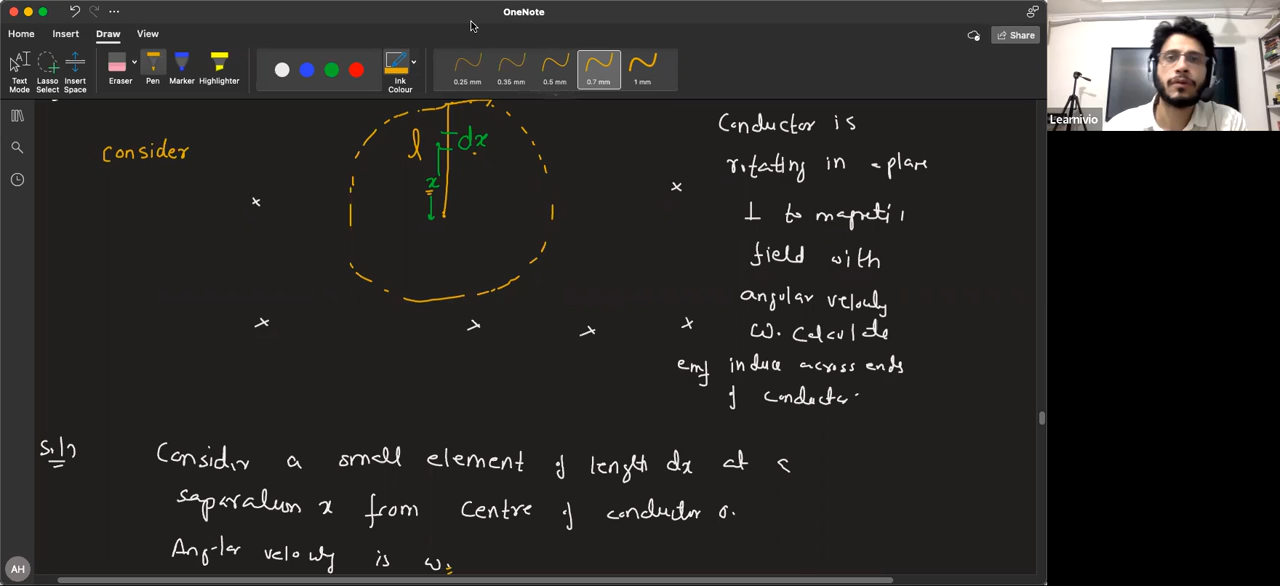 OneNote
Home Insert Draw View
Share
Text Mode
Lasso Select
Insert Space
Eraser
Pen
Marker
Highlighter
Ink Colour
0.25 mm
0.35 mm
0.5 mm
0.7 mm
1 mm
Learnivio
consider
l
dx
x
Conductor is
rotating in a plane
⊥ to
field with
angular velocity
ω. Calculate
emf induce across ends
of conductor.
Consider a small element of length dx at a
separation x from centre of conductor o.
Angular velocity is ω.
AH